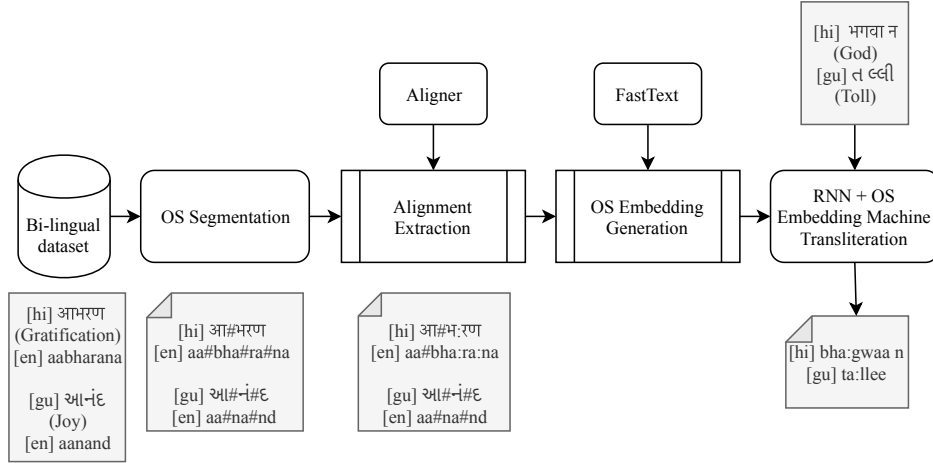 Aligner
FastText
[hi] भगवा न
(God)
[gu] ત લ્લી
(Toll)
Bi-lingual
dataset
OS Segmentation
Alignment
Extraction
OS Embedding
Generation
RNN + OS
Embedding Machine
Transliteration
[hi] आभरण
(Gratification)
[en] aabharana
[gu] આનંદ
(Joy)
[en] aanand
[hi] आ#भरण
[en] aa#bha#ra#na
[gu] આ#નં#દ
[en] aa#na#nd
[hi] आ#भ:रण
[en] aa#bha:ra:na
[gu] આ#નં#દ
[en] aa#na#nd
[hi] bha:gwaa n
[gu] ta:llee